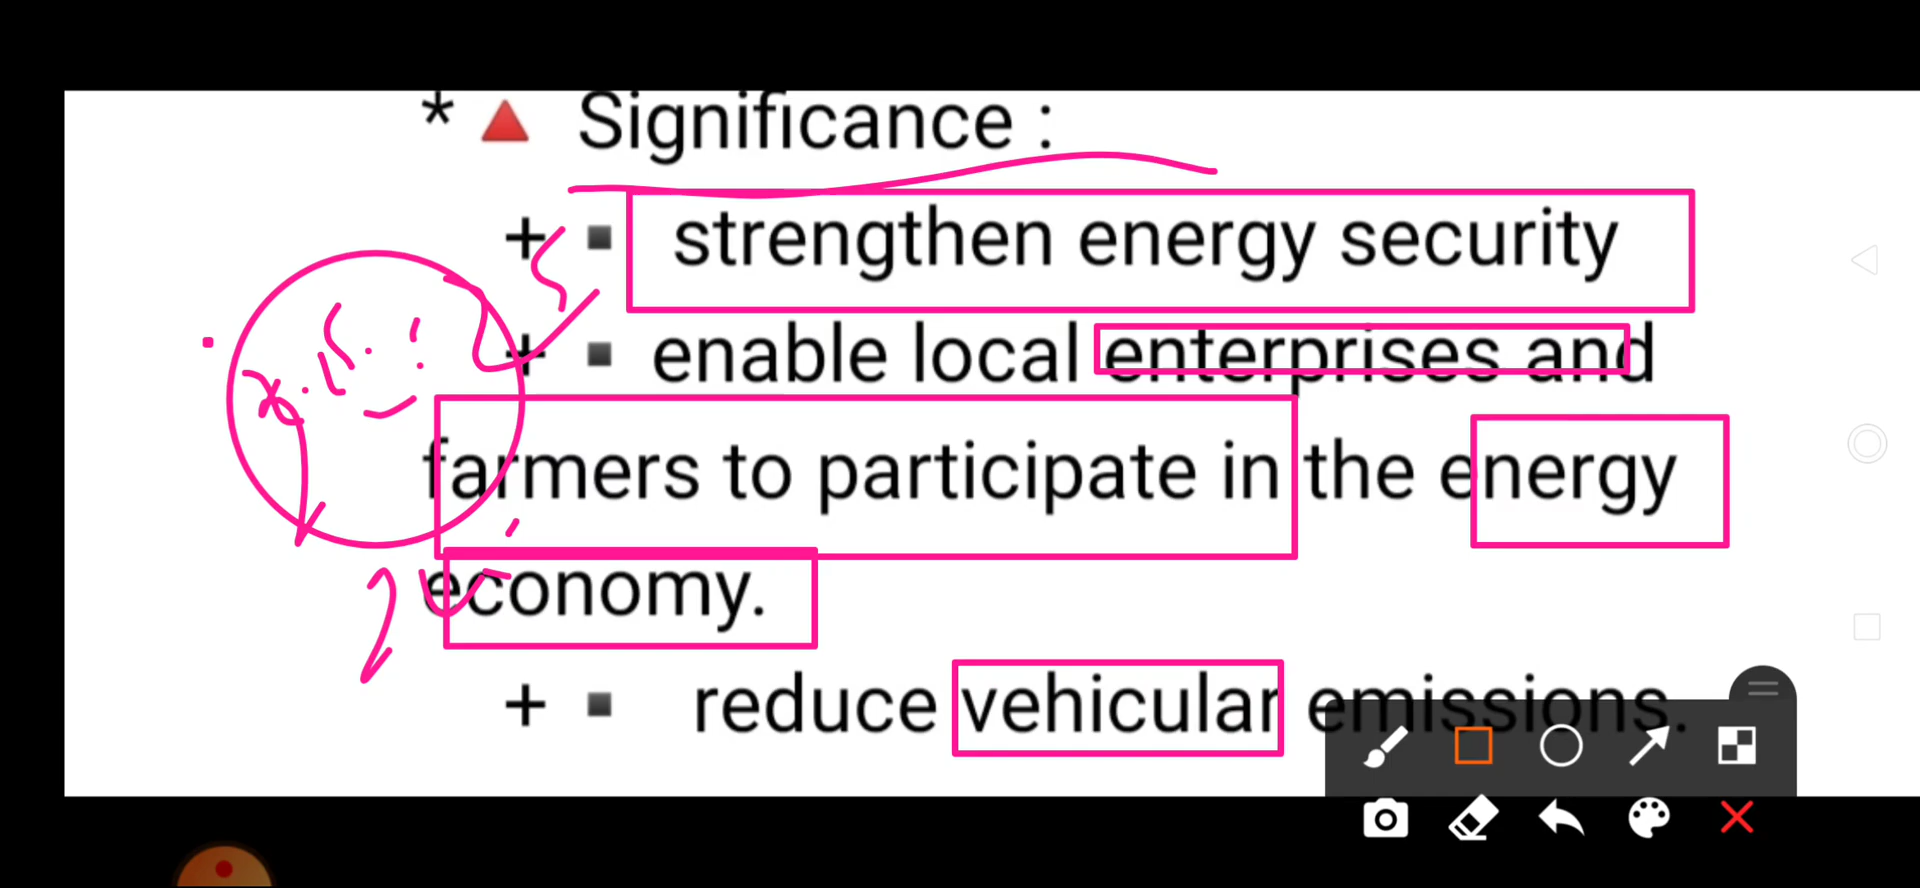 *🔺 Significance :
+ ▪ strengthen energy security
+ ▪ enable local enterprises and
farmers to participate in the energy
economy.
+ ▪ reduce vehicular emissions.